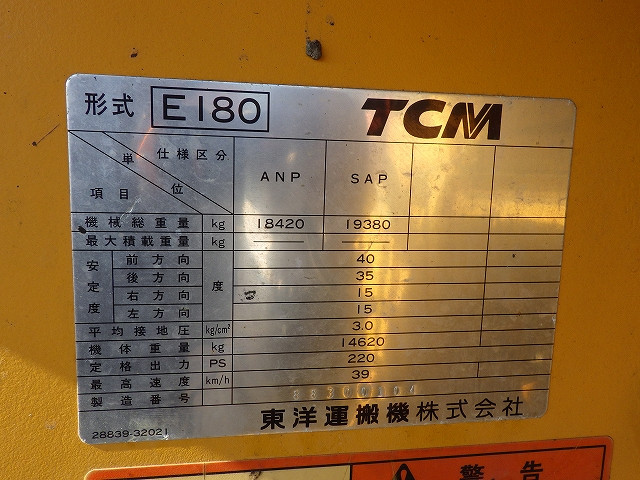 形式 E180 TCM
単位 仕様区分 項目 ANP SAP
機械総重量 kg 18420 19380
最大積載重量 kg ── ──
安定度 前方向 度 40
後方向 35
右方向 15
左方向 15
平均接地圧 kg/cm² 3.0
機体重量 kg 14620
定格出力 PS 220
最高速度 km/h 39
製造番号
28839-32021 東洋運搬機株式会社
警告